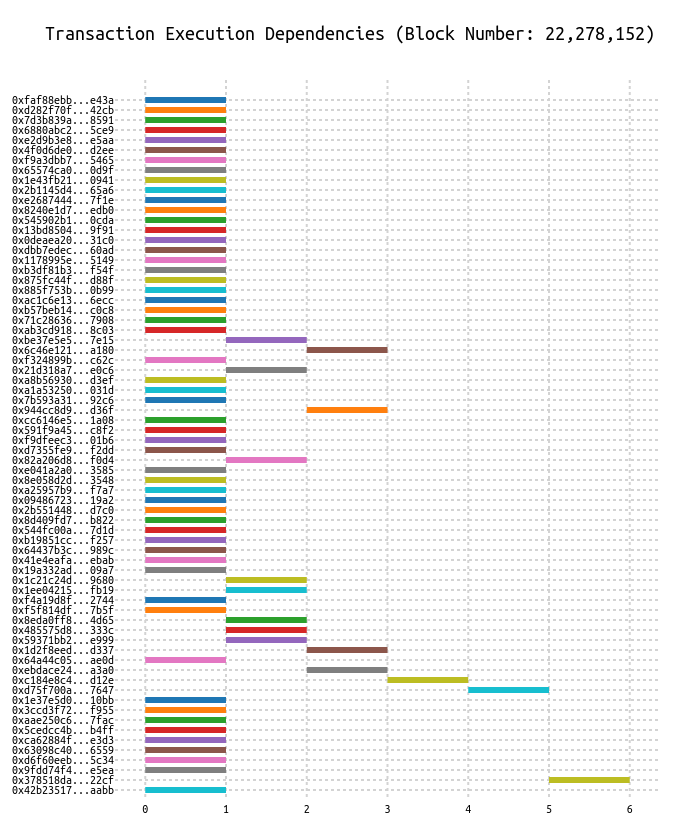 Transaction Execution Dependencies (Block Number: 22,278,152)
0xfaf88ebb...e43a
0xd282f70f...42cb
0x7d3b839a...8591
0x6880abc2...5ce9
0xe2d9b3e8...e5aa
0x4f0d6de0...d2ee
0xf9a3dbb7...5465
0x65574ca0...0d9f
0x1e43fb21...0941
0x2b1145d4...65a6
0xe2687444...7f1e
0x8240e1d7...edb0
0x545902b1...0cda
0x13bd8504...9f91
0x0deaea20...31c0
0xdbb7edec...60ad
0x1178995e...5149
0xb3df81b3...f54f
0x875fc44f...d88f
0x885f753b...0b99
0xac1c6e13...6ecc
0xb57beb14...c0c8
0x71c28636...7908
0xab3cd918...8c03
0xbe37e5e5...7e15
0x6c46e121...a180
0xf324899b...c62c
0x21d318a7...e0c6
0xa8b56930...d3ef
0xa1a53250...031d
0x7b593a31...92c6
0x944cc8d9...d36f
0xcc6146e5...1a08
0x591f9a45...c8f2
0xf9dfeec3...01b6
0xd7355fe9...f2dd
0x82a206d8...f0d4
0xe041a2a0...3585
0x8e058d2d...3548
0xa25957b9...f7a7
0x09486723...19a2
0x2b551448...d7c0
0x8d409fd7...b822
0x544fc00a...7d1d
0xb19851cc...f257
0x64437b3c...989c
0x41e4eafa...ebab
0x19a332ad...09a7
0x1c21c24d...9680
0x1ee04215...fb19
0xf4a19d8f...2744
0xf5f814df...7b5f
0x8eda0ff8...4d65
0x485575d8...333c
0x59371bb2...e999
0x1d2f8eed...d337
0x64a44c05...ae0d
0xebdace24...a3a0
0xc184e8c4...d12e
0xd75f700a...7647
0x1e37e5d0...10bb
0x3ccd3f72...f955
0xaae250c6...7fac
0x5cedcc4b...b4ff
0xca62884f...e3d3
0x63098c40...6559
0xd6f60eeb...5c34
0x9fdd74f4...e5ea
0x378518da...22cf
0x42b23517...aabb
0 1 2 3 4 5 6